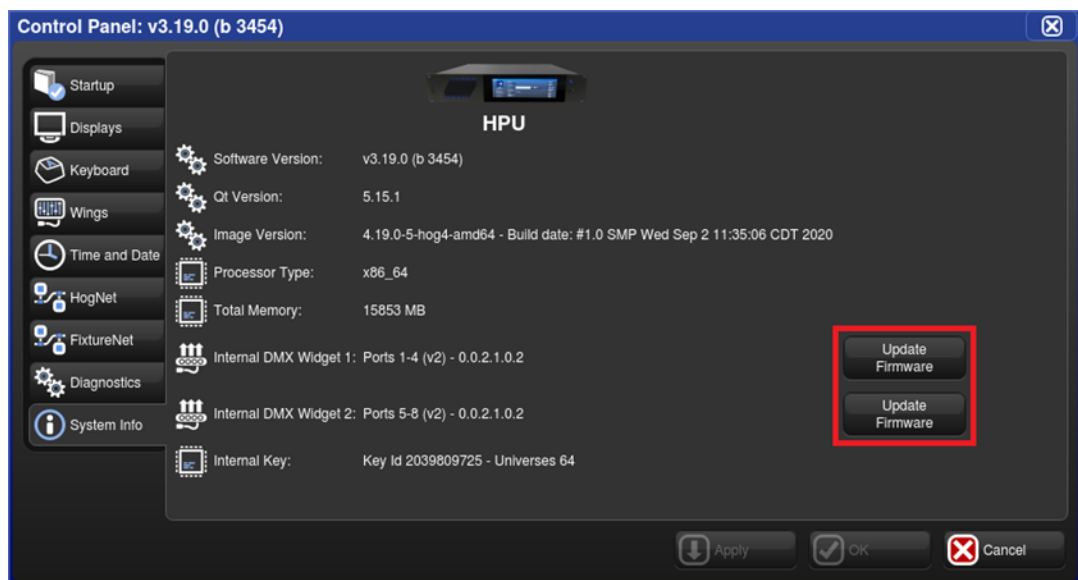 Control Panel: v3.19.0 (b 3454)
Startup
Displays
Keyboard
Wings
Time and Date
HogNet
FixtureNet
Diagnostics
System Info
HPU
Software Version: v3.19.0 (b 3454)
Qt Version: 5.15.1
Image Version: 4.19.0-5-hog4-amd64 - Build date: #1.0 SMP Wed Sep 2 11:35:06 CDT 2020
Processor Type: x86_64
Total Memory: 15853 MB
Internal DMX Widget 1: Ports 1-4 (v2) - 0.0.2.1.0.2
Update
Firmware
Internal DMX Widget 2: Ports 5-8 (v2) - 0.0.2.1.0.2
Update
Firmware
Internal Key: Key Id 2039809725 - Universes 64
Apply
OK
Cancel